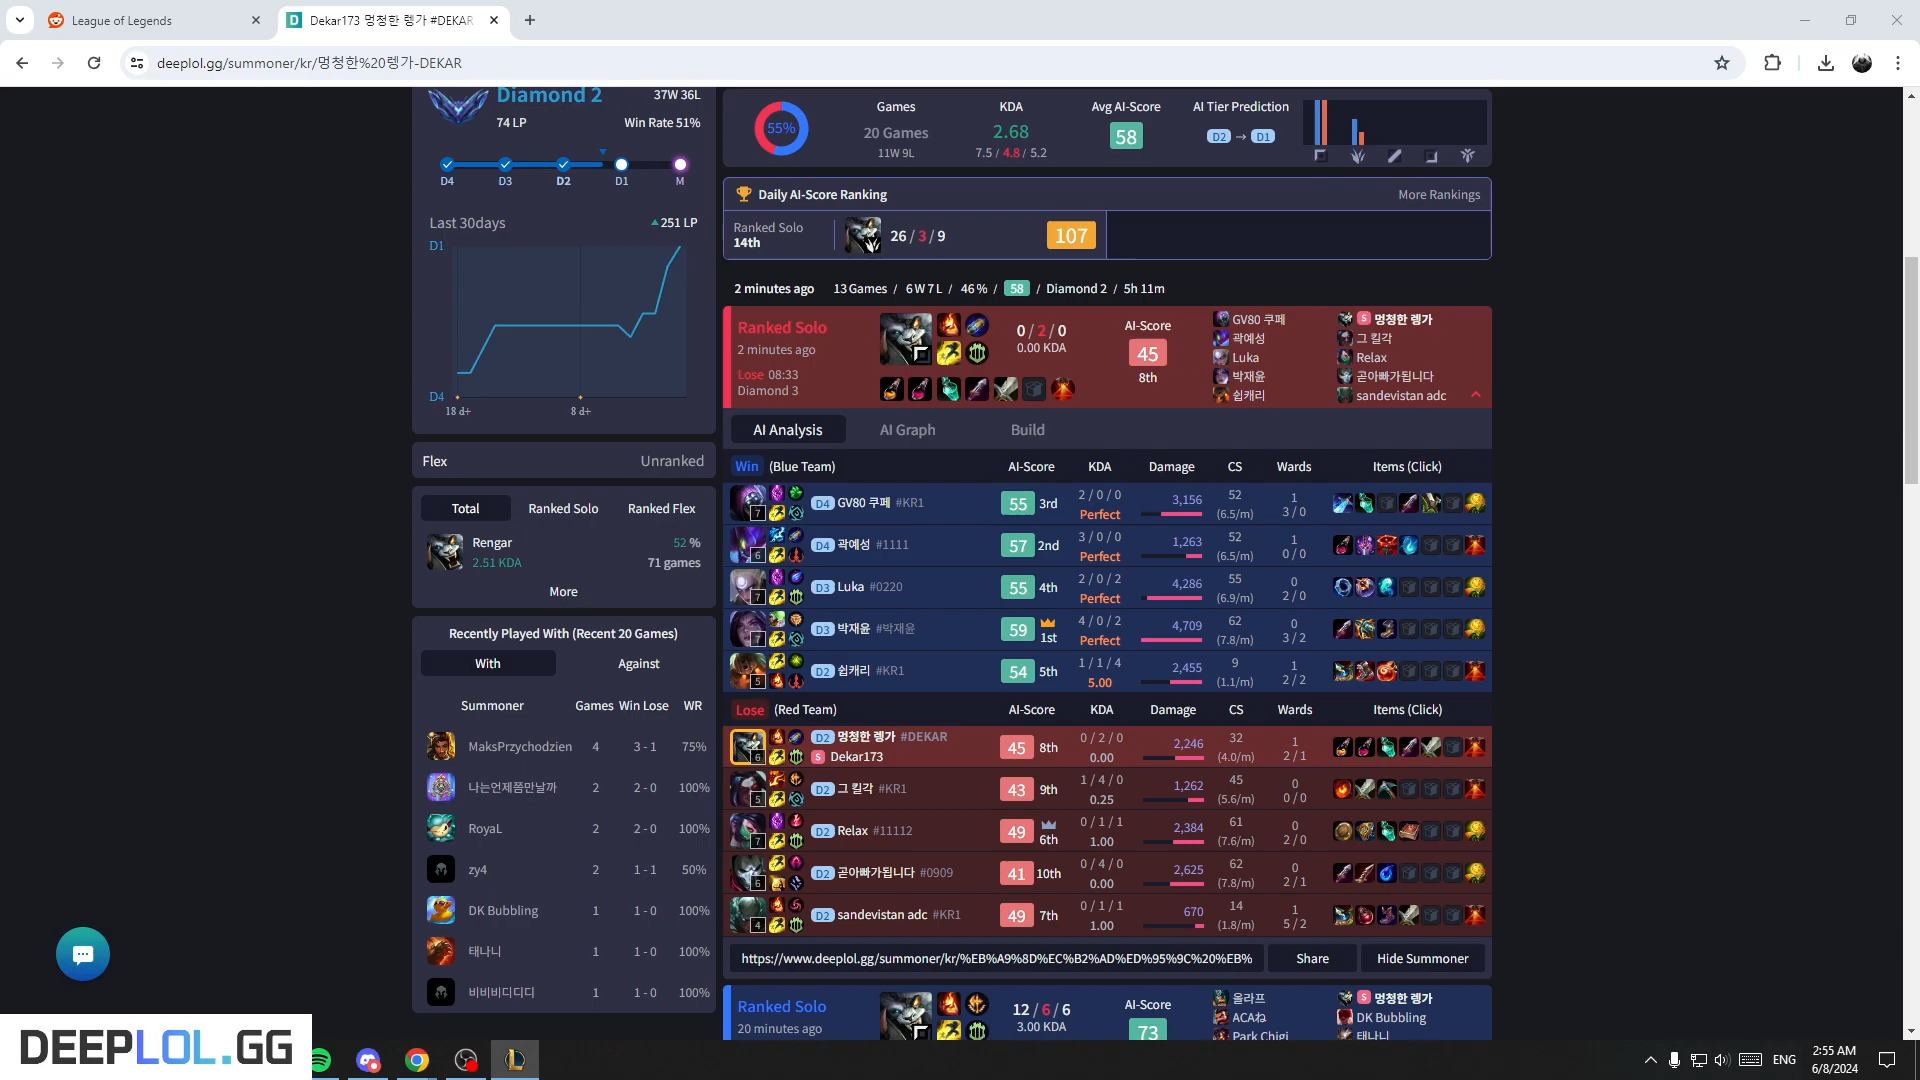 League of Legends
Dekar173 멍청한 렝가 #DEKAR
deeplol.gg/summoner/kr/멍청한%20렝가-DEKAR
Diamond 2
37W 36L
74 LP
Win Rate 51%
D4 D3 D2 D1 M
Last 30days
251 LP
D1
D4
18 d+ 8 d+
Flex
Unranked
Total Ranked Solo Ranked Flex
Rengar 52 %
2.51 KDA 71 games
More
Recently Played With (Recent 20 Games)
With Against
Summoner Games Win Lose WR
MaksPrzychodzien 4 3 - 1 75%
나는언제쯤만날까 2 2 - 0 100%
RoyaL 2 2 - 0 100%
zy4 2 1 - 1 50%
DK Bubbling 1 1 - 0 100%
태나니 1 1 - 0 100%
비비비디디디 1 1 - 0 100%
55%
Games KDA Avg AI-Score AI Tier Prediction
20 Games 2.68 58 D2 → D1
11W 9L 7.5 / 4.8 / 5.2
Daily AI-Score Ranking
More Rankings
Ranked Solo
14th
26 / 3 / 9
107
2 minutes ago 13 Games / 6 W 7 L / 46 % / 58 / Diamond 2 / 5h 11m
Ranked Solo
2 minutes ago
Lose 08:33
Diamond 3
0 / 2 / 0
0.00 KDA
AI-Score
45
8th
GV80 쿠페
곽예성
Luka
박재윤
쉽캐리
S 멍청한 렝가
그 킬각
Relax
곧아빠가됩니다
sandevistan adc
AI Analysis AI Graph Build
Win (Blue Team) AI-Score KDA Damage CS Wards Items (Click)
7 D4 GV80 쿠페 #KR1 55 3rd 2 / 0 / 0 3,156 52 1
Perfect (6.5/m) 3 / 0
6 D4 곽예성 #1111 57 2nd 3 / 0 / 0 1,263 52 1
Perfect (6.5/m) 0 / 0
7 D3 Luka #0220 55 4th 2 / 0 / 2 4,286 55 0
Perfect (6.9/m) 2 / 0
7 D3 박재윤 #박재윤 59 1st 4 / 0 / 2 4,709 62 0
Perfect (7.8/m) 3 / 2
5 D2 쉽캐리 #KR1 54 5th 1 / 1 / 4 2,455 9 1
5.00 (1.1/m) 2 / 2
Lose (Red Team) AI-Score KDA Damage CS Wards Items (Click)
6 D2 멍청한 렝가 #DEKAR 45 8th 0 / 2 / 0 2,246 32 1
S Dekar173 0.00 (4.0/m) 2 / 1
5 D2 그 킬각 #KR1 43 9th 1 / 4 / 0 1,262 45 0
0.25 (5.6/m) 0 / 0
7 D2 Relax #11112 49 6th 0 / 1 / 1 2,384 61 0
1.00 (7.6/m) 2 / 0
6 D2 곧아빠가됩니다 #0909 41 10th 0 / 4 / 0 2,625 62 0
0.00 (7.8/m) 2 / 1
4 D2 sandevistan adc #KR1 49 7th 0 / 1 / 1 670 14 1
1.00 (1.8/m) 5 / 2
https://www.deeplol.gg/summoner/kr/%EB%A9%8D%EC%B2%AD%ED%95%9C%20%EB%
Share
Hide Summoner
Ranked Solo
20 minutes ago
12 / 6 / 6
3.00 KDA
AI-Score
73
올라프
ACAね
Park Chigi
S 멍청한 렝가
DK Bubbling
태나니
DEEPLOL.GG
ENG
2:55 AM
6/8/2024